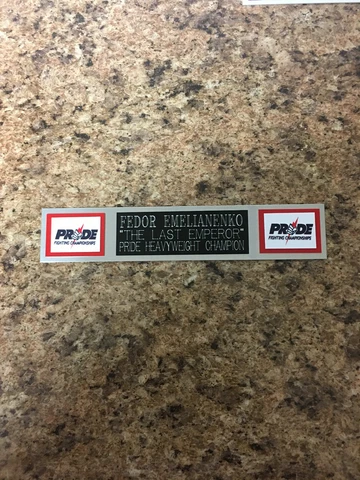 PRIDE
FIGHTING CHAMPIONSHIPS
FEDOR EMELIANENKO
"THE LAST EMPEROR"
PRIDE HEAVYWEIGHT CHAMPION
PRIDE
FIGHTING CHAMPIONSHIPS